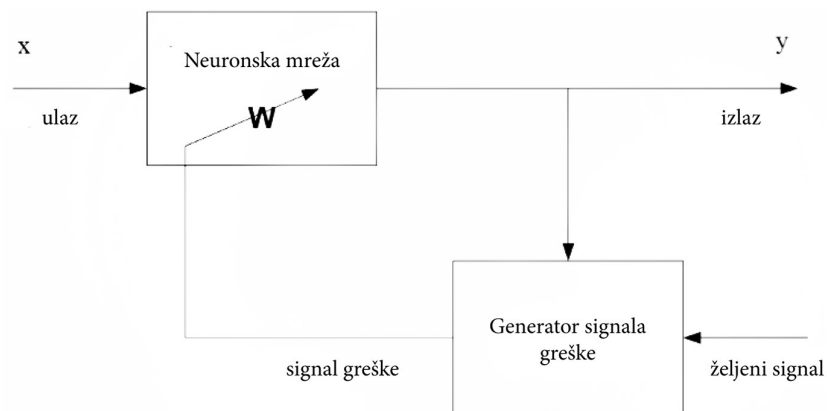 x
Neuronska mreža
y
ulaz
W
izlaz
Generator signala
greške
signal greške
željeni signal